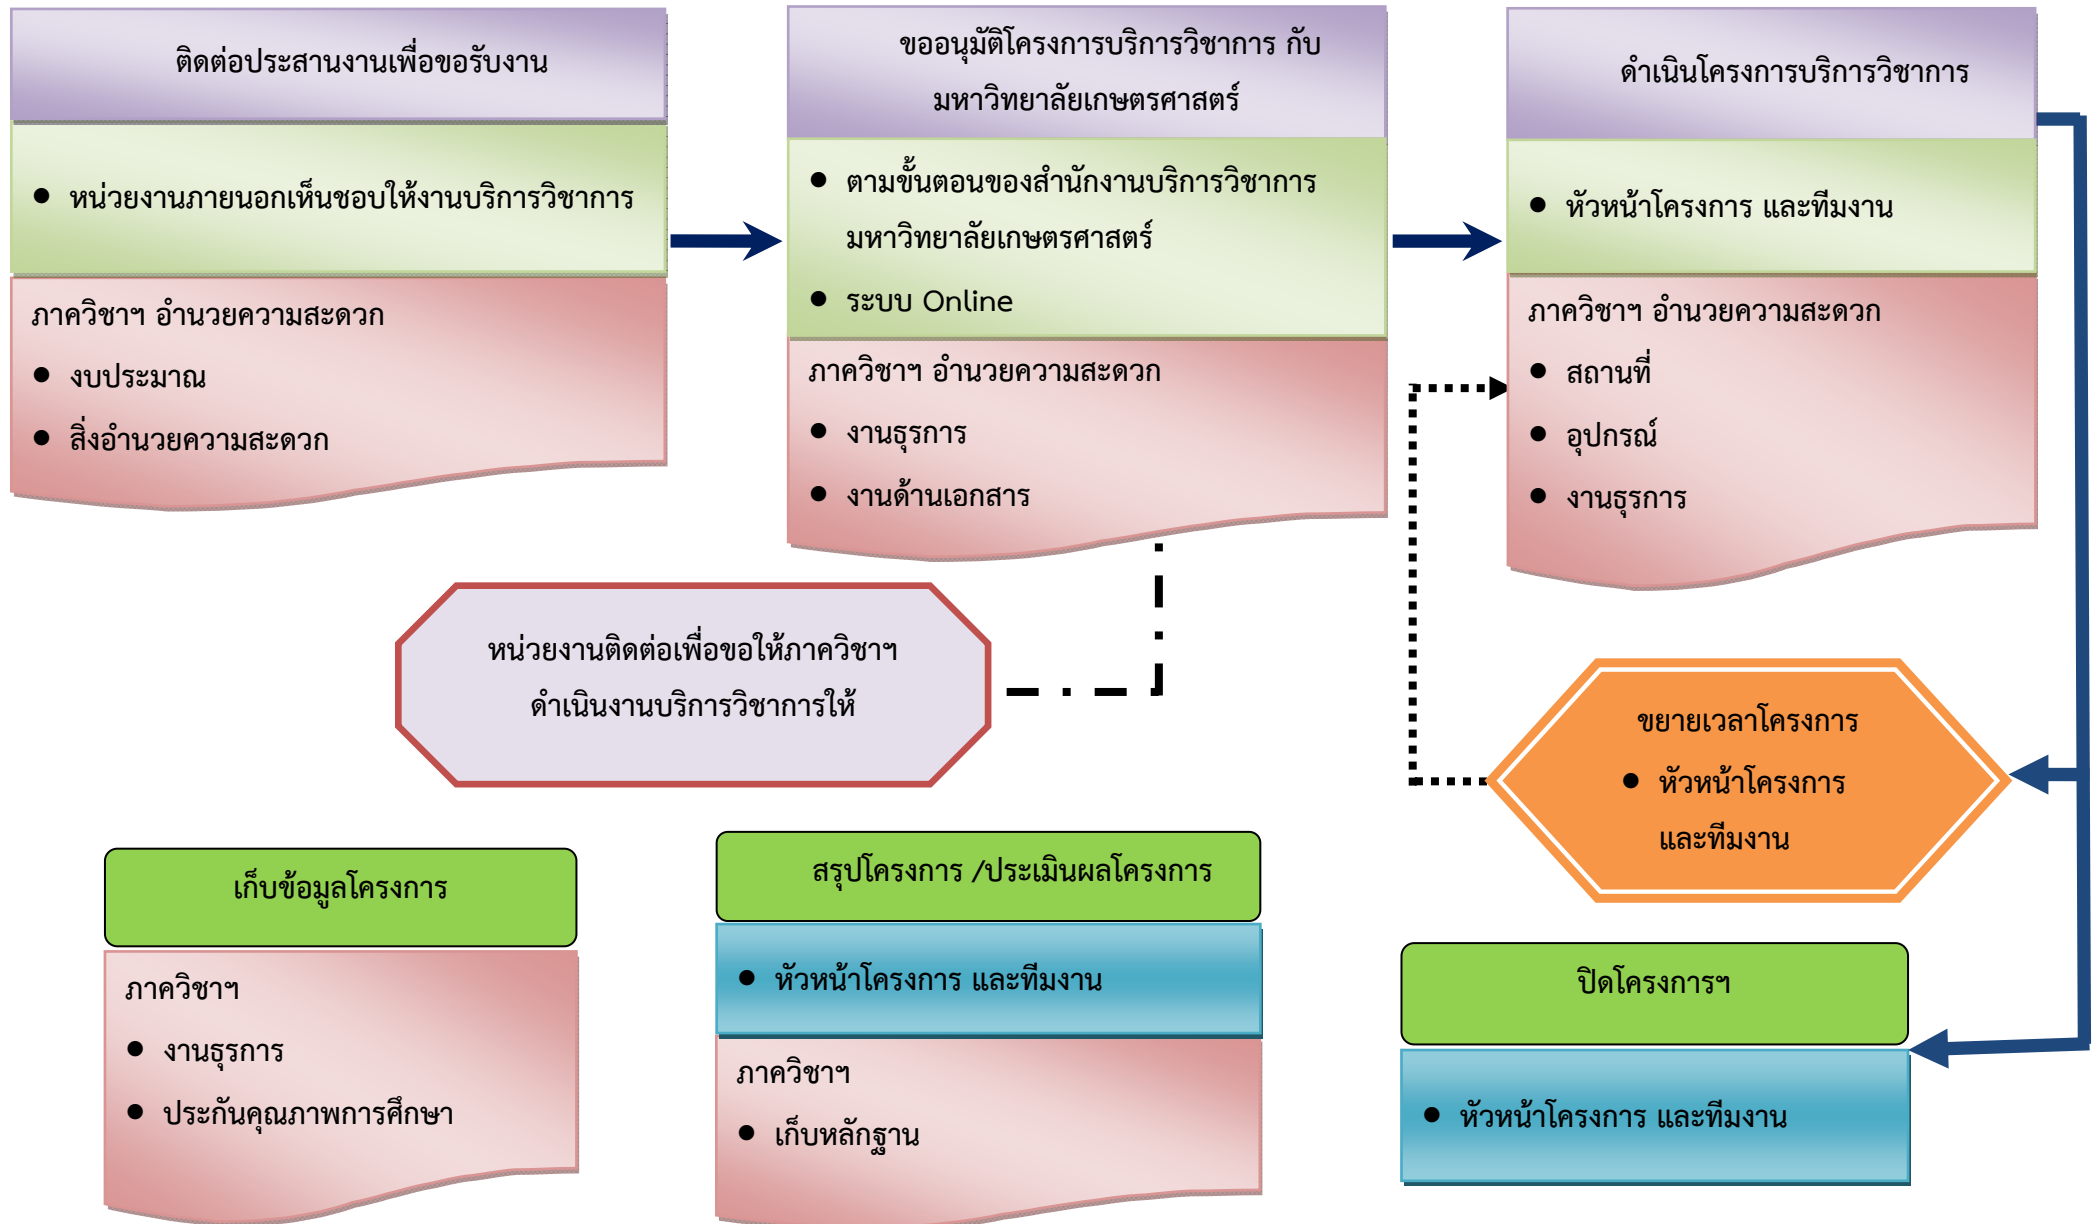 ติดต่อประสานงานเพื่อขอรับงาน
● หน่วยงานภายนอกเห็นชอบให้งานบริการวิชาการ
ภาควิชาฯ อำนวยความสะดวก
● งบประมาณ
● สิ่งอำนวยความสะดวก
ขออนุมัติโครงการบริการวิชาการ กับ
มหาวิทยาลัยเกษตรศาสตร์
● ตามขั้นตอนของสำนักงานบริการวิชาการ
มหาวิทยาลัยเกษตรศาสตร์
● ระบบ Online
ภาควิชาฯ อำนวยความสะดวก
● งานธุรการ
● งานด้านเอกสาร
ดำเนินโครงการบริการวิชาการ
● หัวหน้าโครงการ และทีมงาน
ภาควิชาฯ อำนวยความสะดวก
● สถานที่
● อุปกรณ์
● งานธุรการ
หน่วยงานติดต่อเพื่อขอให้ภาควิชาฯ
ดำเนินงานบริการวิชาการให้
ขยายเวลาโครงการ
● หัวหน้าโครงการ
และทีมงาน
เก็บข้อมูลโครงการ
ภาควิชาฯ
● งานธุรการ
● ประกันคุณภาพการศึกษา
สรุปโครงการ /ประเมินผลโครงการ
● หัวหน้าโครงการ และทีมงาน
ภาควิชาฯ
● เก็บหลักฐาน
ปิดโครงการฯ
● หัวหน้าโครงการ และทีมงาน